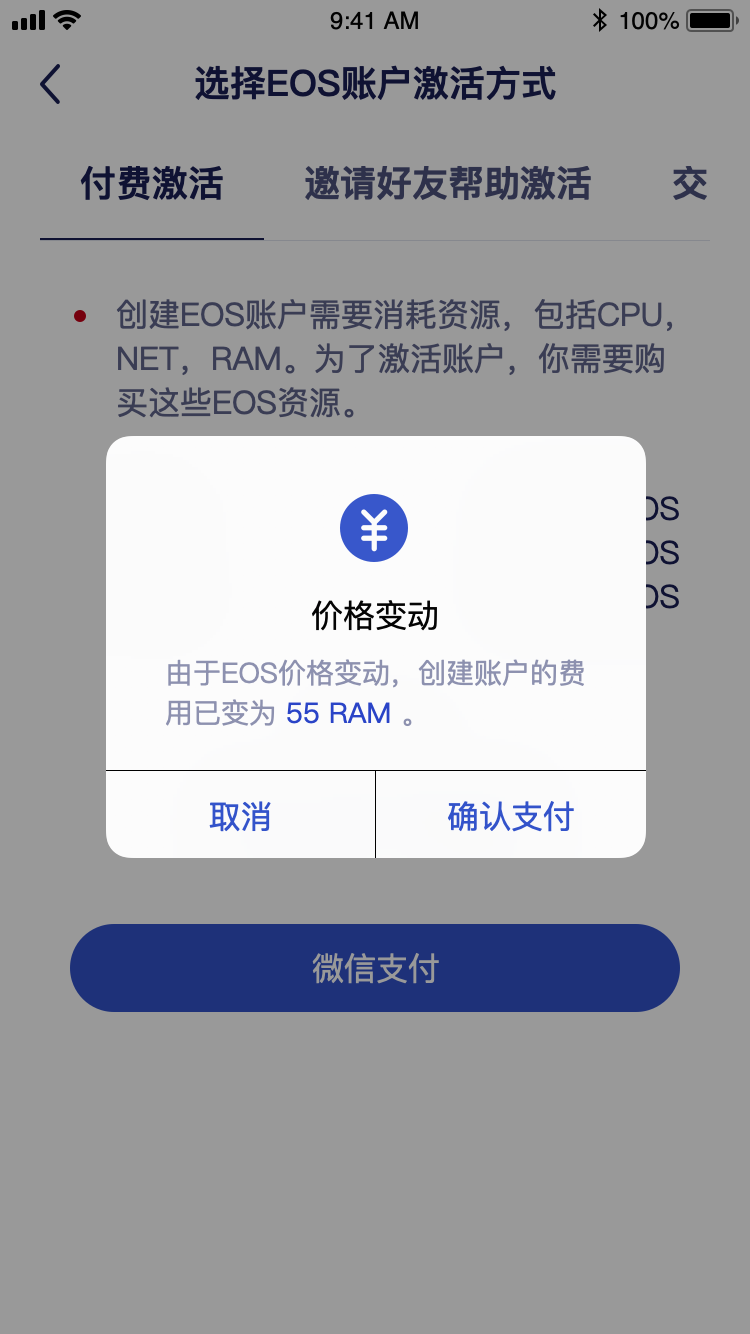 9:41 AM 100%
选择EOS账户激活方式
付费激活 邀请好友帮助激活 交
创建EOS账户需要消耗资源，包括CPU，
NET，RAM。为了激活账户，你需要购
买这些EOS资源。
OS
OS
OS
¥
价格变动
由于EOS价格变动，创建账户的费
用已变为 55 RAM 。
取消 确认支付
微信支付